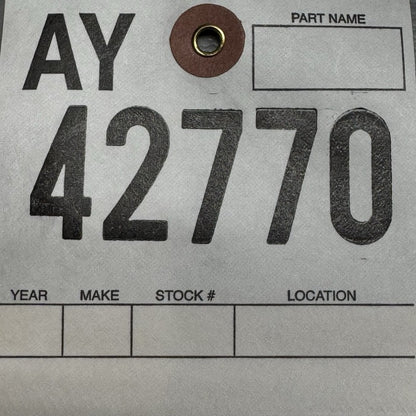 AY
PART NAME
42770
YEAR MAKE STOCK # LOCATION